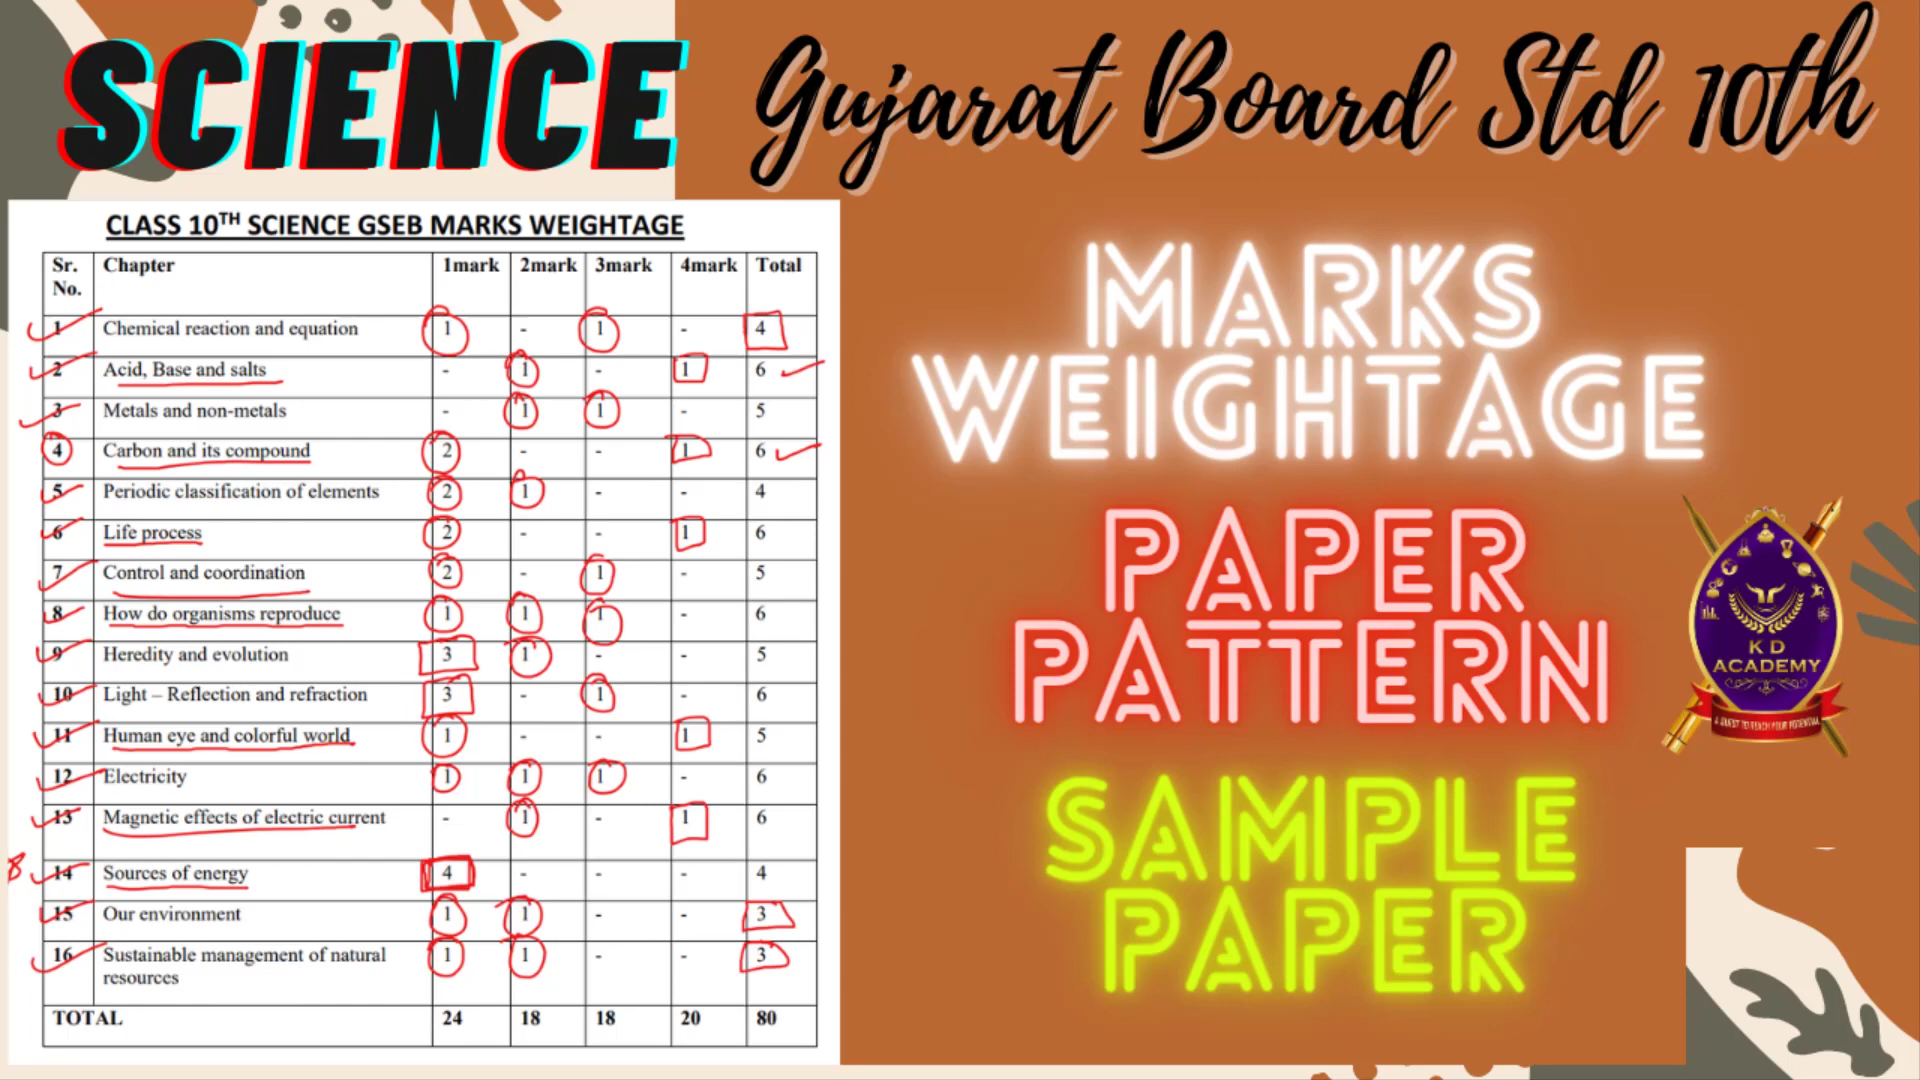 SCIENCE
Gujarat Board Std 10th
CLASS 10TH SCIENCE GSEB MARKS WEIGHTAGE
Sr. No. Chapter 1mark 2mark 3mark 4mark Total
1 Chemical reaction and equation 1 - 1 - 4
2 Acid, Base and salts - 1 - 1 6
3 Metals and non-metals - 1 1 - 5
4 Carbon and its compound 2 - - 1 6
5 Periodic classification of elements 2 1 - - 4
6 Life process 2 - - 1 6
7 Control and coordination 2 - 1 - 5
8 How do organisms reproduce 1 1 1 - 6
9 Heredity and evolution 3 1 - - 5
10 Light – Reflection and refraction 3 - 1 - 6
11 Human eye and colorful world 1 - - 1 5
12 Electricity 1 1 1 - 6
13 Magnetic effects of electric current - 1 - 1 6
8
14 Sources of energy 4 - - - 4
15 Our environment 1 1 - - 3
16 Sustainable management of natural resources 1 1 - - 3
TOTAL 24 18 18 20 80
MARKS
WEIGHTAGE
PAPER
PATTERN
SAMPLE
PAPER
K D
ACADEMY
A QUEST TO REACH YOUR POTENTIAL